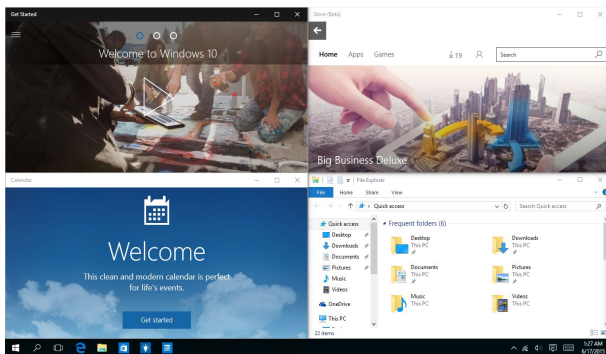 Get Started
Welcome to Windows 10
Store (Beta)
Home Apps Games 19 Search
Big Business Deluxe
Calendar
Welcome
This clean and modern calendar is perfect
for life's events.
Get started
File Explorer
File Home Share View
Quick access Search Quick access
Quick access
Desktop
Downloads
Documents
Pictures
Music
Videos
OneDrive
This PC
Frequent folders (6)
Desktop
This PC
Downloads
This PC
Documents
This PC
Pictures
This PC
Music
This PC
Videos
This PC
22 items
1:27 AM
6/17/2015